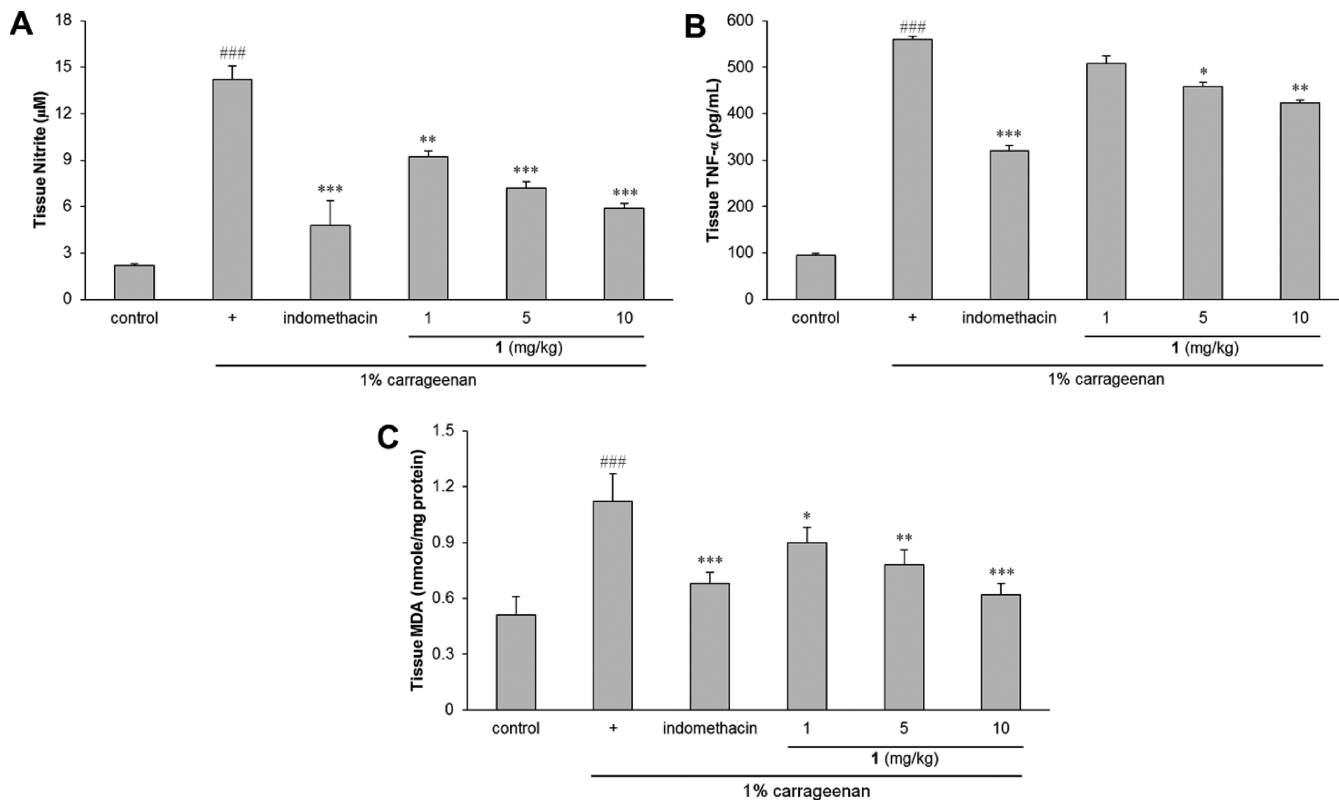 A
Tissue Nitrite (μM)
18
15
12
9
6
3
0
###
***
**
***
***
control
+
indomethacin
1
5
10
1 (mg/kg)
1% carrageenan
B
Tissue TNF-α (pg/mL)
600
500
400
300
200
100
0
###
***
*
**
control
+
indomethacin
1
5
10
1 (mg/kg)
1% carrageenan
C
Tissue MDA (nmole/mg protein)
1.5
1.2
0.9
0.6
0.3
0
###
***
*
**
***
control
+
indomethacin
1
5
10
1 (mg/kg)
1% carrageenan